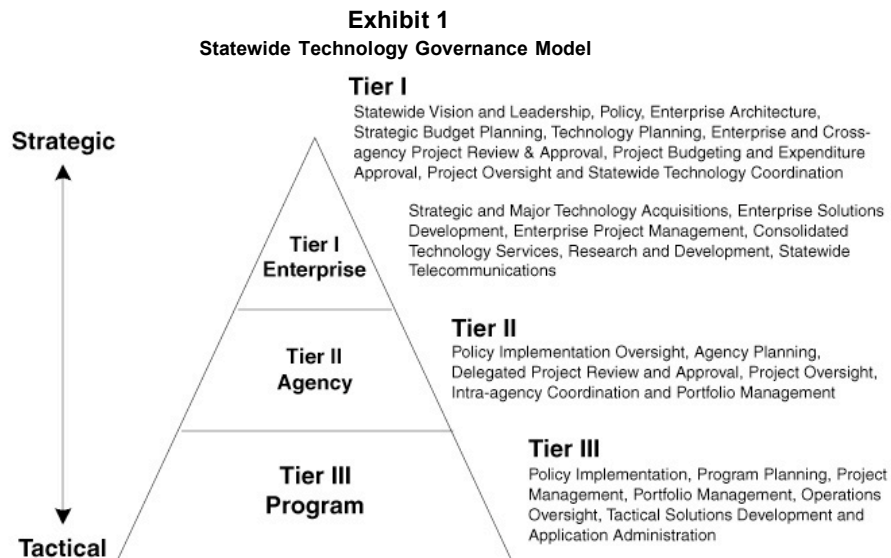 Exhibit 1
Statewide Technology Governance Model
Tier I
Statewide Vision and Leadership, Policy, Enterprise Architecture,
Strategic Budget Planning, Technology Planning, Enterprise and Cross-
agency Project Review & Approval, Project Budgeting and Expenditure
Approval, Project Oversight and Statewide Technology Coordination
Strategic
Strategic and Major Technology Acquisitions, Enterprise Solutions
Development, Enterprise Project Management, Consolidated
Technology Services, Research and Development, Statewide
Telecommunications
Tier I
Enterprise
Tier II
Policy Implementation Oversight, Agency Planning,
Delegated Project Review and Approval, Project Oversight,
Intra-agency Coordination and Portfolio Management
Tier II
Agency
Tier III
Policy Implementation, Program Planning, Project
Management, Portfolio Management, Operations
Oversight, Tactical Solutions Development and
Application Administration
Tier III
Program
Tactical